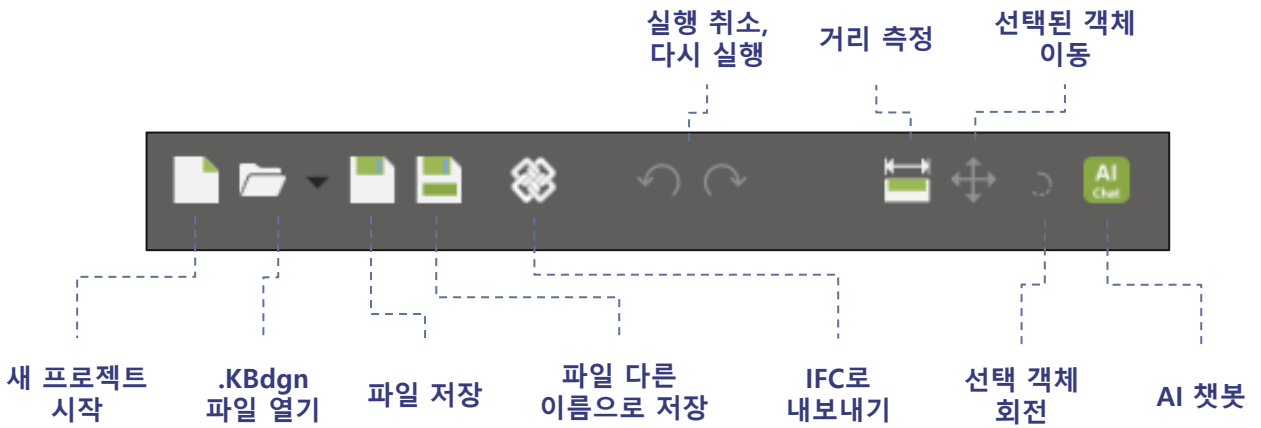 실행 취소,
다시 실행
거리 측정
선택된 객체
이동
AI
Chat
새 프로젝트
시작
.KBdgn
파일 열기
파일 저장
파일 다른
이름으로 저장
IFC로
내보내기
선택 객체
회전
AI 챗봇